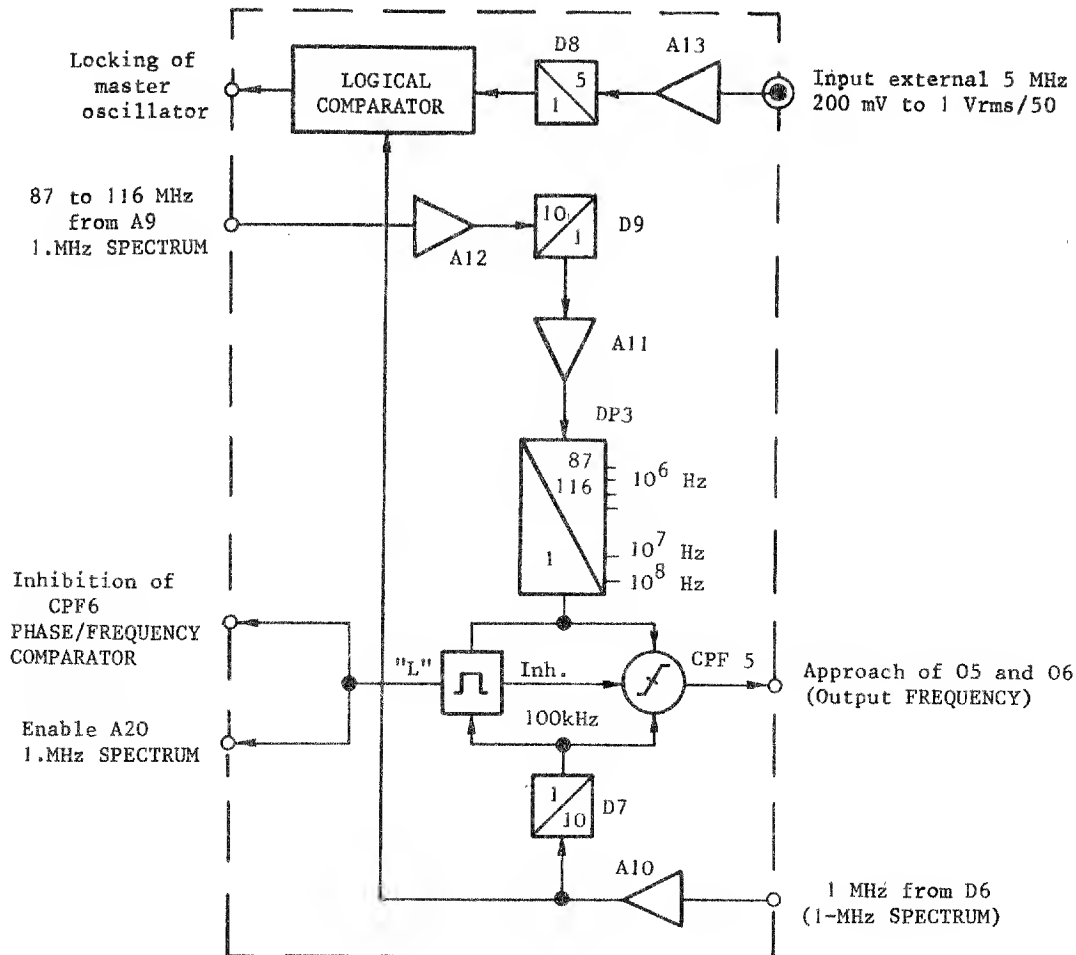 Locking of
master
oscillator
LOGICAL
COMPARATOR
D8
5
1
A13
Input external 5 MHz
200 mV to 1 Vrms/50
87 to 116 MHz
from A9
1.MHz SPECTRUM
A12
10
1
D9
A11
DP3
87
116
1
10⁶ Hz
10⁷ Hz
10⁸ Hz
Inhibition of
CPF6
PHASE/FREQUENCY
COMPARATOR
"L"
Inh.
CPF 5
Approach of O5 and O6
(Output FREQUENCY)
100kHz
Enable A20
1.MHz SPECTRUM
1
10
D7
A10
1 MHz from D6
(1-MHz SPECTRUM)